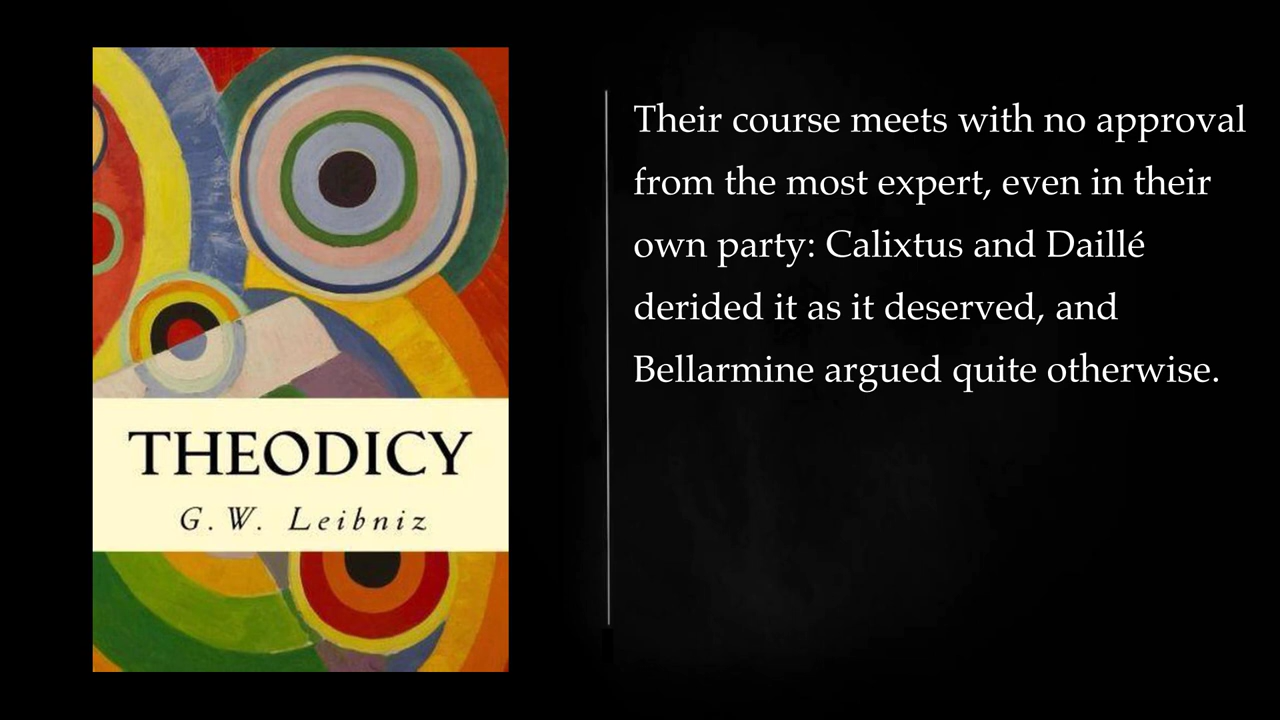 THEODICY
G. W. Leibniz
Their course meets with no approval
from the most expert, even in their
own party: Calixtus and Daillé
derided it as it deserved, and
Bellarmine argued quite otherwise.